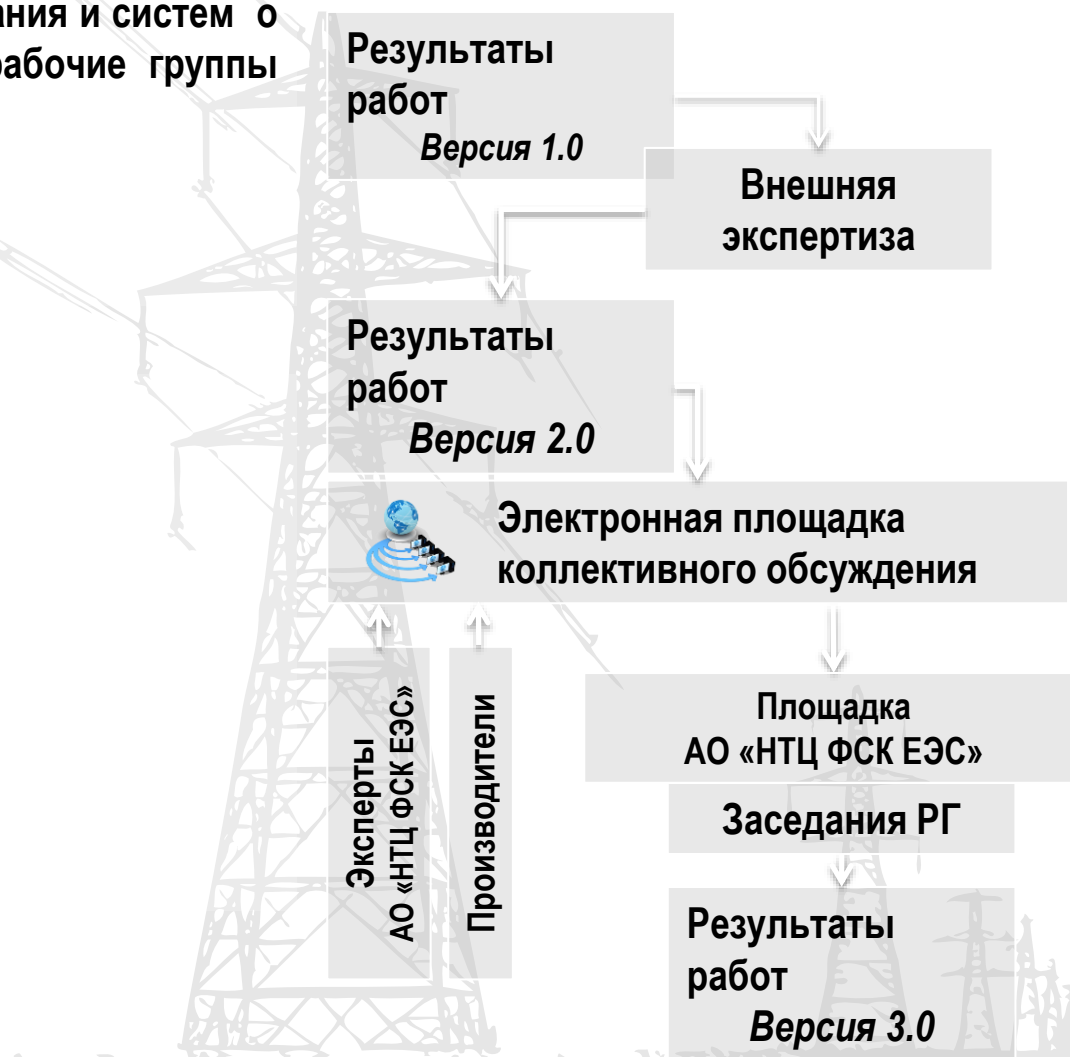 ания и систем о
рабочие группы
Результаты
работ
Версия 1.0
Внешняя
экспертиза
Результаты
работ
Версия 2.0
Электронная площадка
коллективного обсуждения
Эксперты
АО «НТЦ ФСК ЕЭС»
Производители
Площадка
АО «НТЦ ФСК ЕЭС»
Заседания РГ
Результаты
работ
Версия 3.0